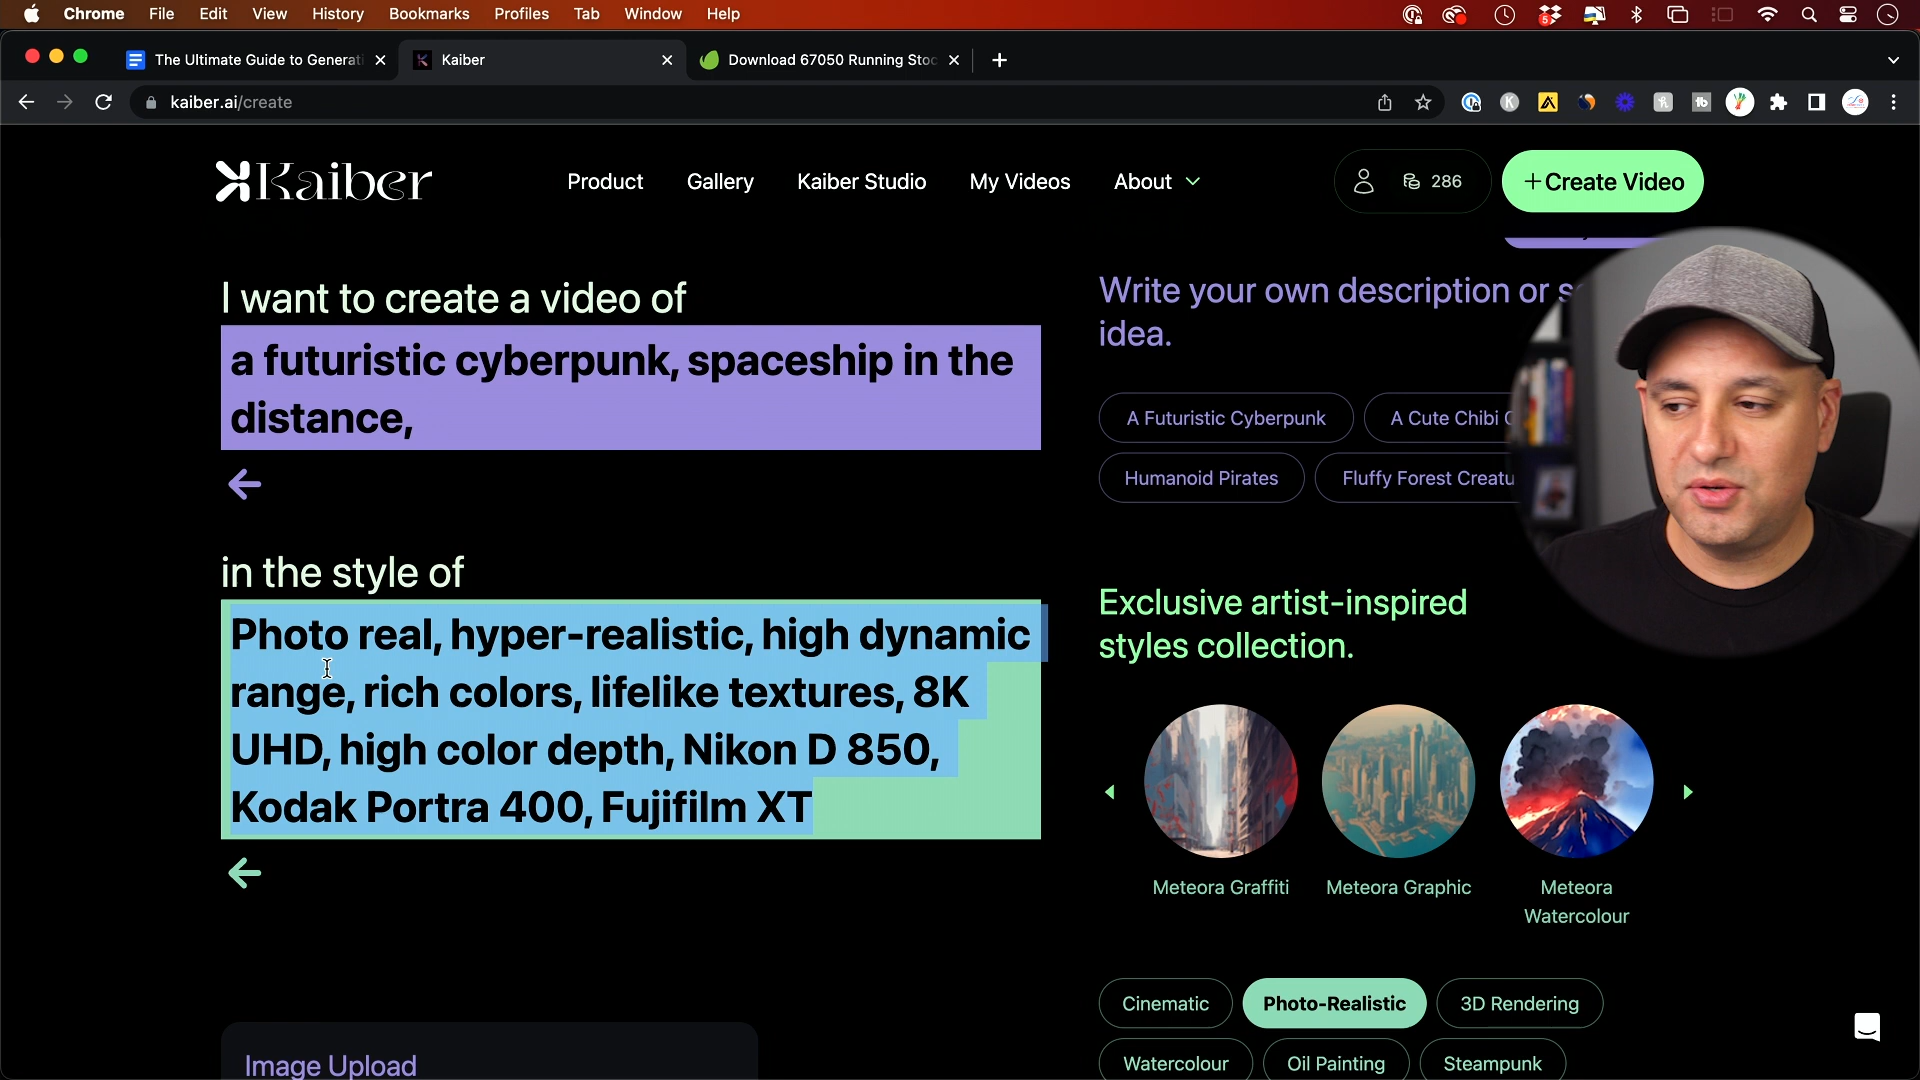 Chrome File Edit View History Bookmarks Profiles Tab Window Help
5
The Ultimate Guide to Generati
Kaiber
Download 67050 Running Stoc
kaiber.ai/create
Kaiber
Product Gallery Kaiber Studio My Videos About
286
+Create Video
I want to create a video of
a futuristic cyberpunk, spaceship in the
distance,
in the style of
Photo real, hyper-realistic, high dynamic
range, rich colors, lifelike textures, 8K
UHD, high color depth, Nikon D 850,
Kodak Portra 400, Fujifilm XT
Image Upload
Write your own description or
idea.
A Futuristic Cyberpunk
A Cute Chibi
Humanoid Pirates
Fluffy Forest Creatu
Exclusive artist-inspired
styles collection.
Meteora Graffiti
Meteora Graphic
Meteora
Watercolour
Cinematic Photo-Realistic 3D Rendering
Watercolour Oil Painting Steampunk